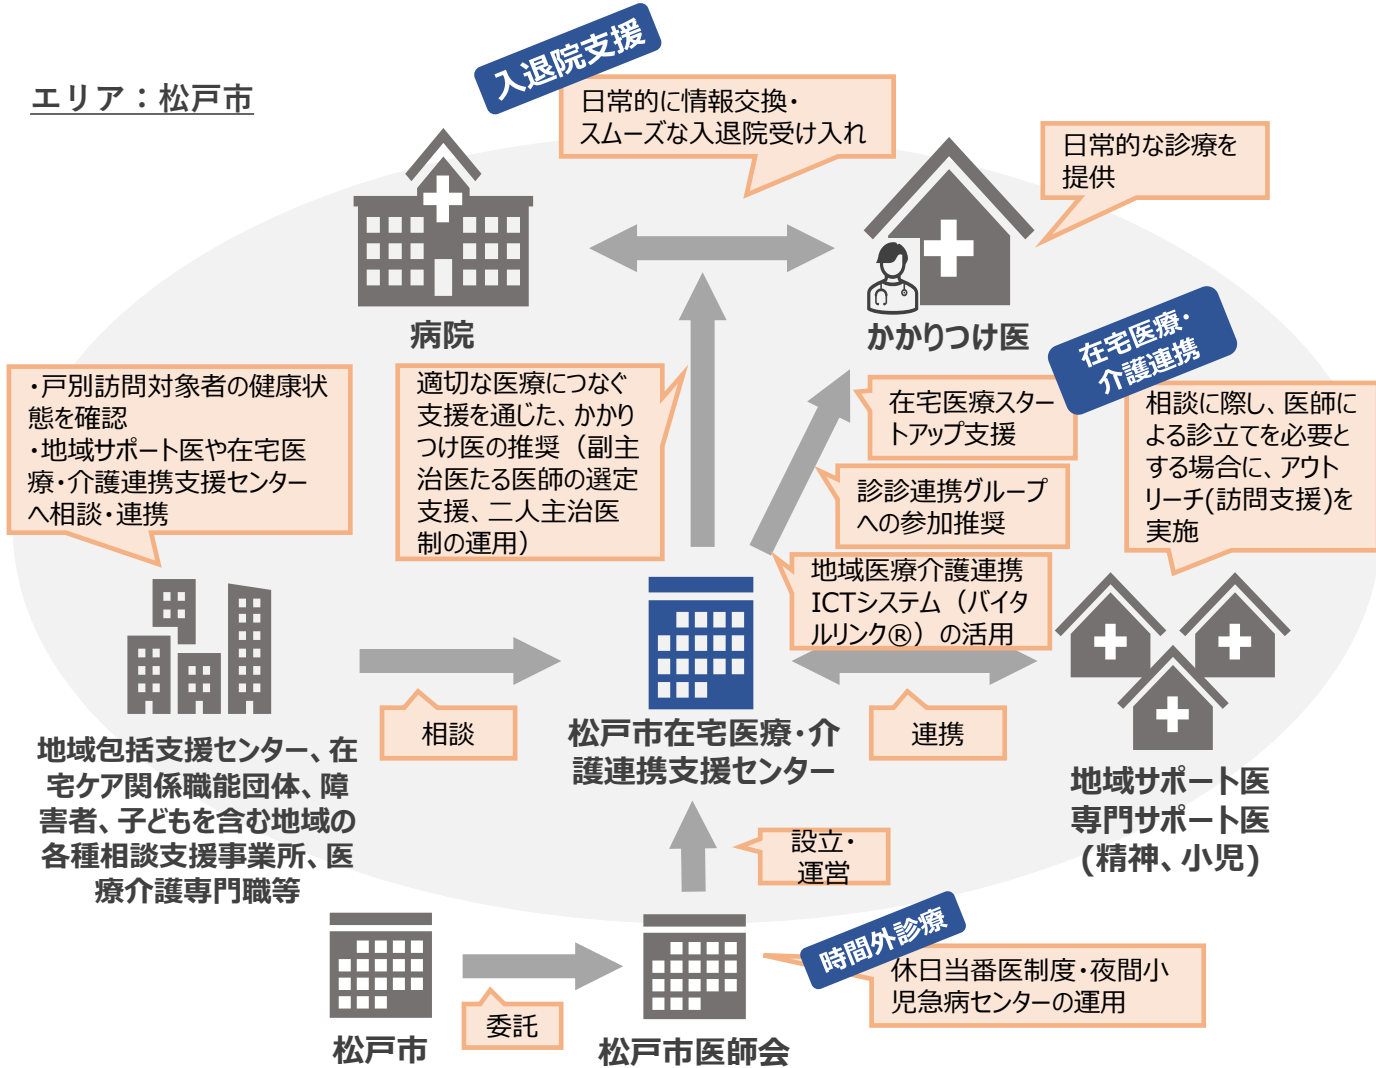 エリア：松戸市
入退院支援
日常的に情報交換・
スムーズな入退院受け入れ
日常的な診療を
提供
病院
かかりつけ医
在宅医療・
介護連携
・戸別訪問対象者の健康状
態を確認
・地域サポート医や在宅医
療・介護連携支援センター
へ相談・連携
適切な医療につなぐ
支援を通じた、かかり
つけ医の推奨（副主
治医たる医師の選定
支援、二人主治医
制の運用）
在宅医療スター
トアップ支援
診診連携グループ
への参加推奨
地域医療介護連携
ICTシステム（バイタ
ルリンク®）の活用
相談に際し、医師に
よる診立てを必要と
する場合に、アウト
リーチ(訪問支援)を
実施
相談
連携
地域包括支援センター、在
宅ケア関係職能団体、障
害者、子どもを含む地域の
各種相談支援事業所、医
療介護専門職等
松戸市在宅医療・介
護連携支援センター
地域サポート医
専門サポート医
(精神、小児)
設立・
運営
時間外診療
休日当番医制度・夜間小
児急病センターの運用
委託
松戸市
松戸市医師会